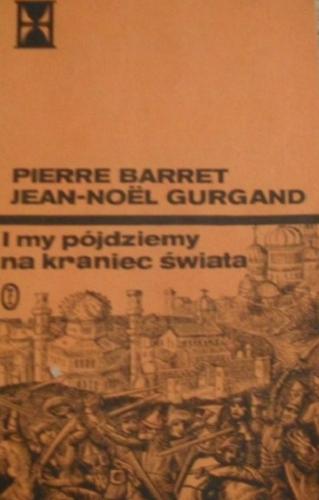 PIERRE BARRET
JEAN-NOËL GURGAND
I my pójdziemy
na kraniec świata